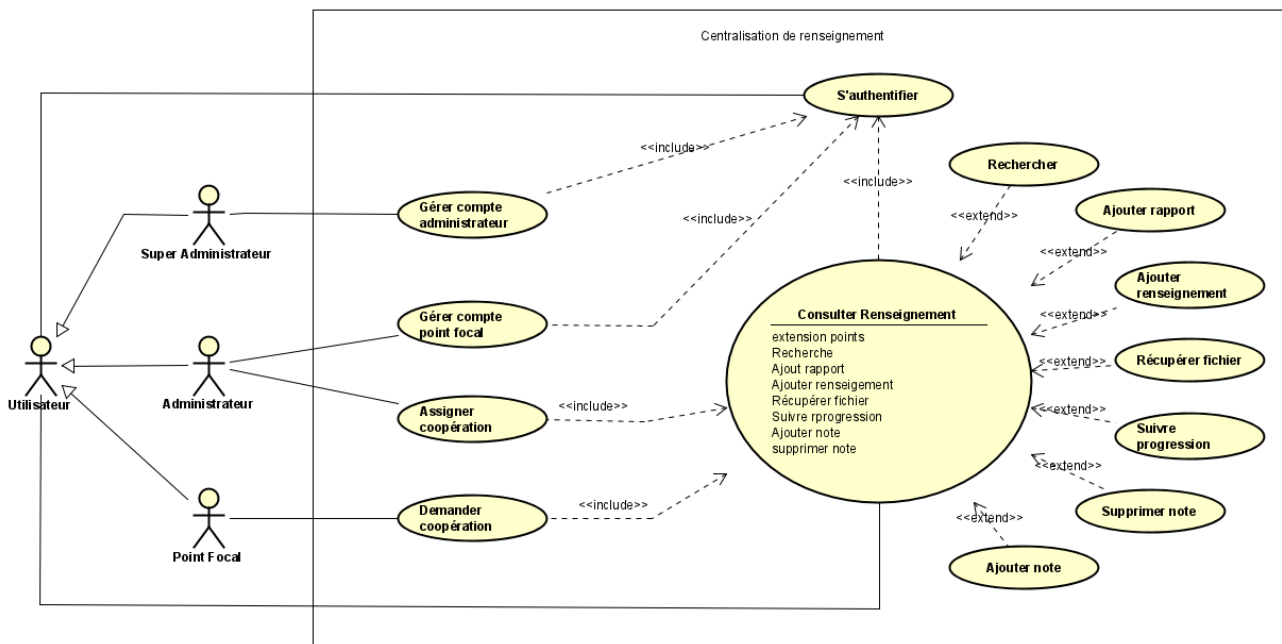 Centralisation de renseignement
S'authentifier
<<include>>
Rechercher
<<include>>
<<extend>>
Ajouter rapport
Gérer compte
administrateur
<<include>>
Super Administrateur
<<extend>>
Ajouter
renseignement
Gérer compte
point focal
Consulter Renseignement
extension points
Recherche
Ajout rapport
Ajouter renseigement
Récupérer fichier
Suivre rprogression
Ajouter note
supprimer note
<<extend>>
Récupérer fichier
<<extend>>
Utilisateur
Administrateur
Assigner
coopération
<<include>>
<<extend>>
Suivre
progression
<<extend>>
Supprimer note
Demander
coopération
<<include>>
<<extend>>
Point Focal
Ajouter note